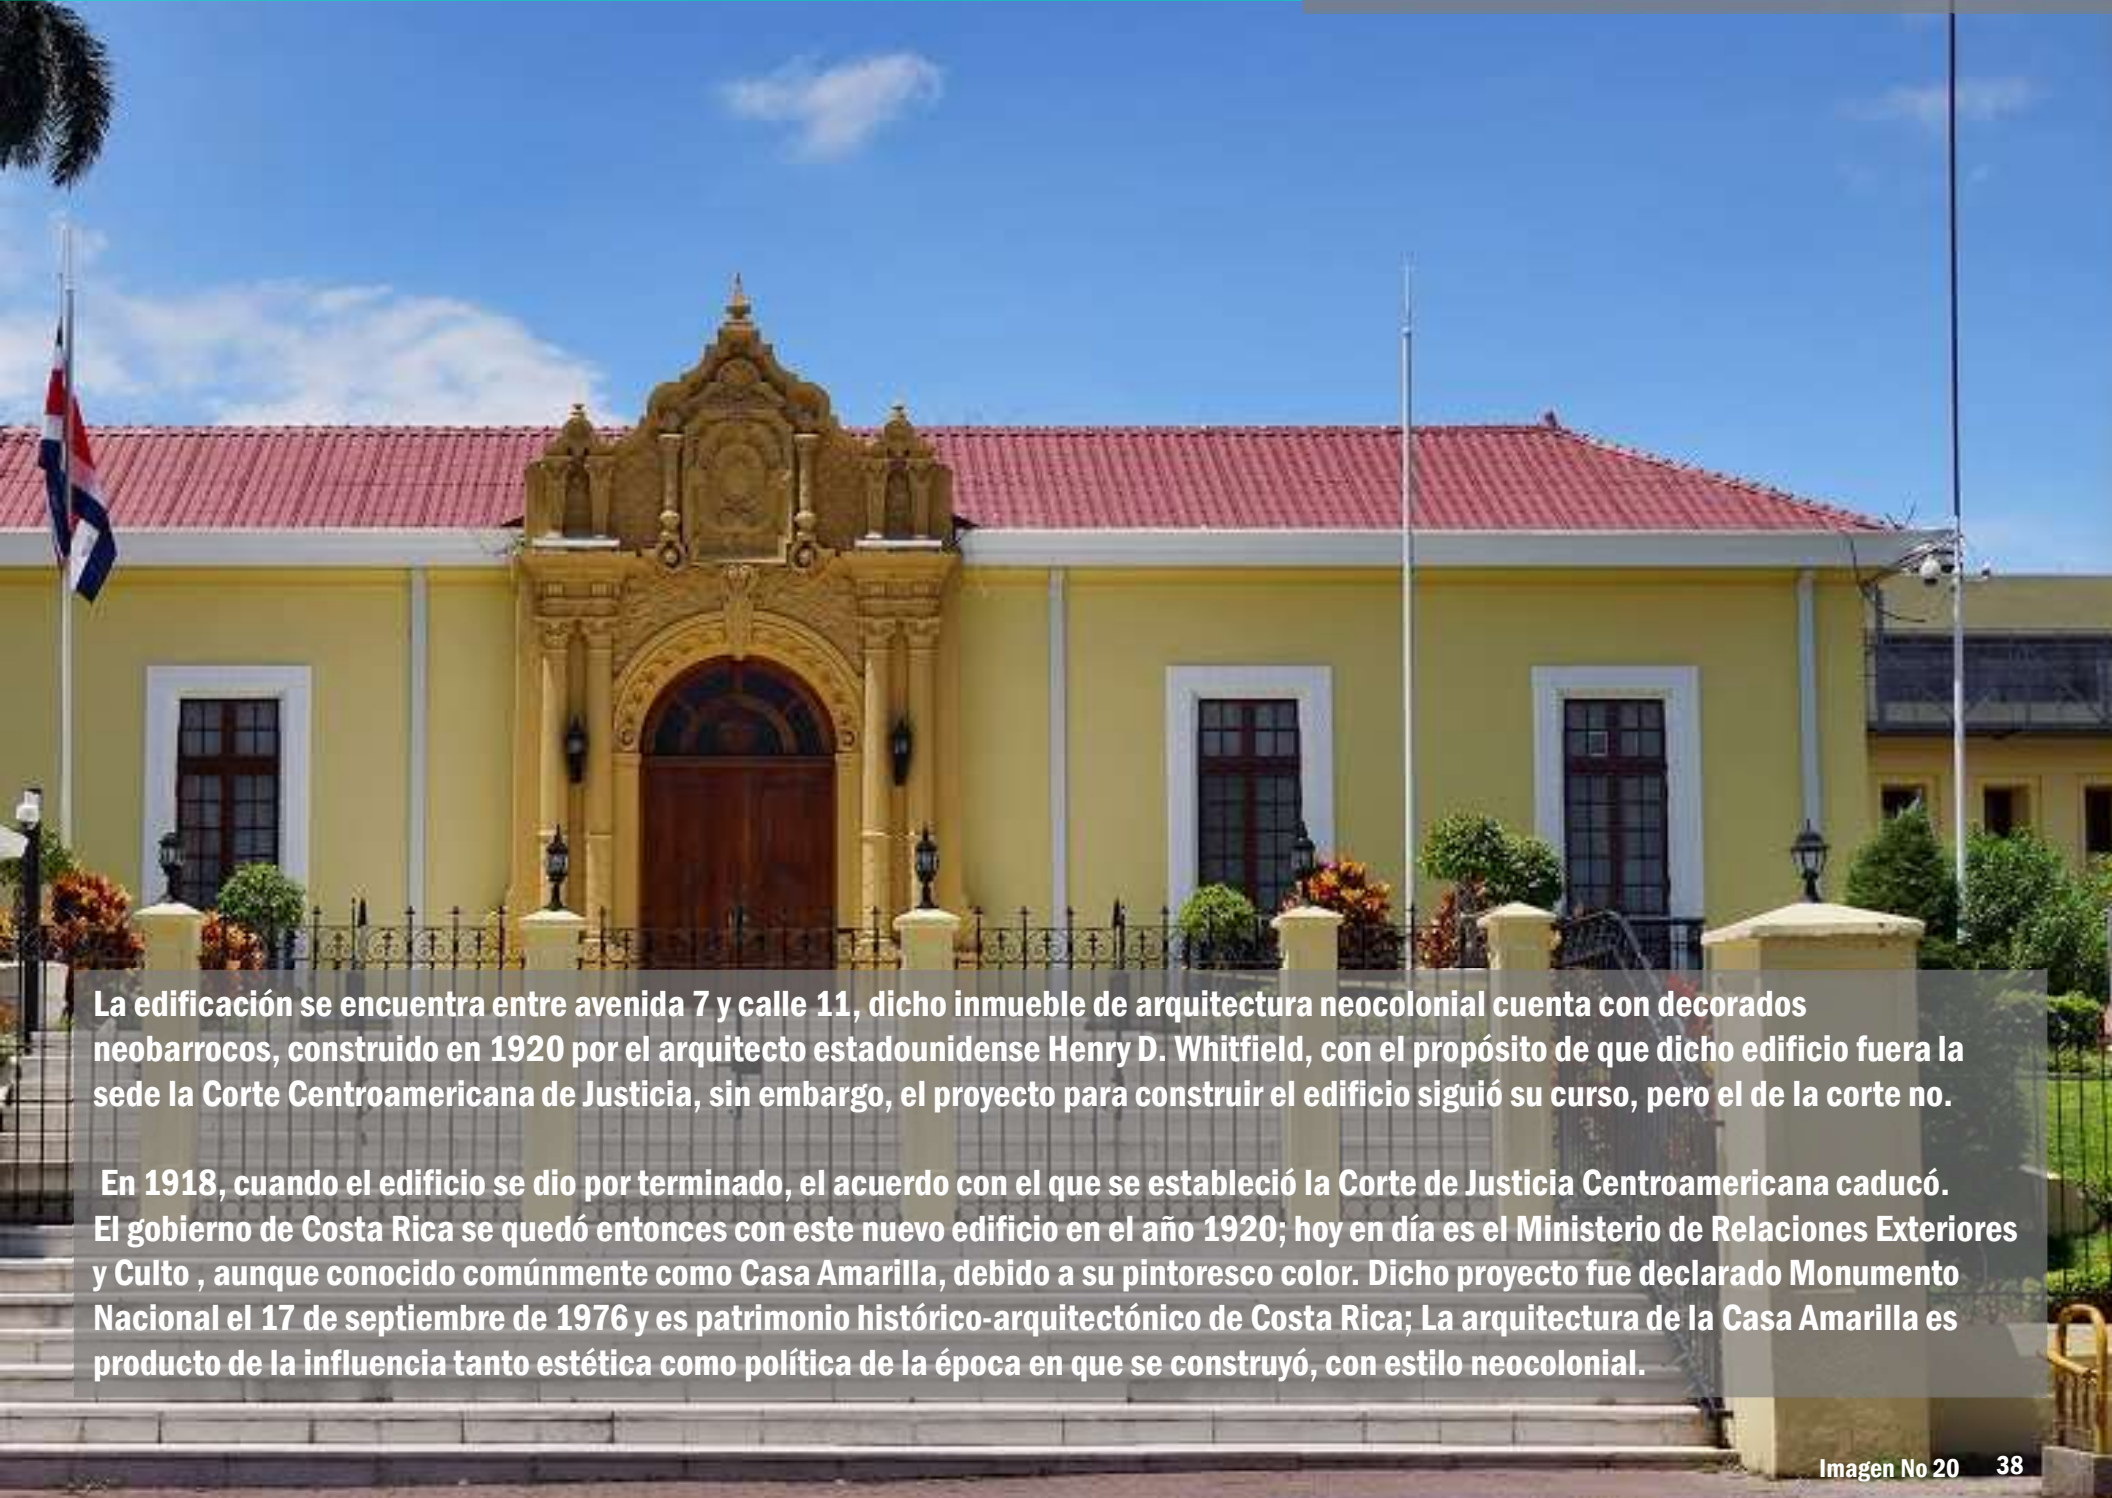 La edificación se encuentra entre avenida 7 y calle 11, dicho inmueble de arquitectura neocolonial cuenta con decorados
neobarrocos, construido en 1920 por el arquitecto estadounidense Henry D. Whitfield, con el propósito de que dicho edificio fuera la
sede la Corte Centroamericana de Justicia, sin embargo, el proyecto para construir el edificio siguió su curso, pero el de la corte no.
En 1918, cuando el edificio se dio por terminado, el acuerdo con el que se estableció la Corte de Justicia Centroamericana caducó.
El gobierno de Costa Rica se quedó entonces con este nuevo edificio en el año 1920; hoy en día es el Ministerio de Relaciones Exteriores
y Culto , aunque conocido comúnmente como Casa Amarilla, debido a su pintoresco color. Dicho proyecto fue declarado Monumento
Nacional el 17 de septiembre de 1976 y es patrimonio histórico-arquitectónico de Costa Rica; La arquitectura de la Casa Amarilla es
producto de la influencia tanto estética como política de la época en que se construyó, con estilo neocolonial.
Imagen No 20 38